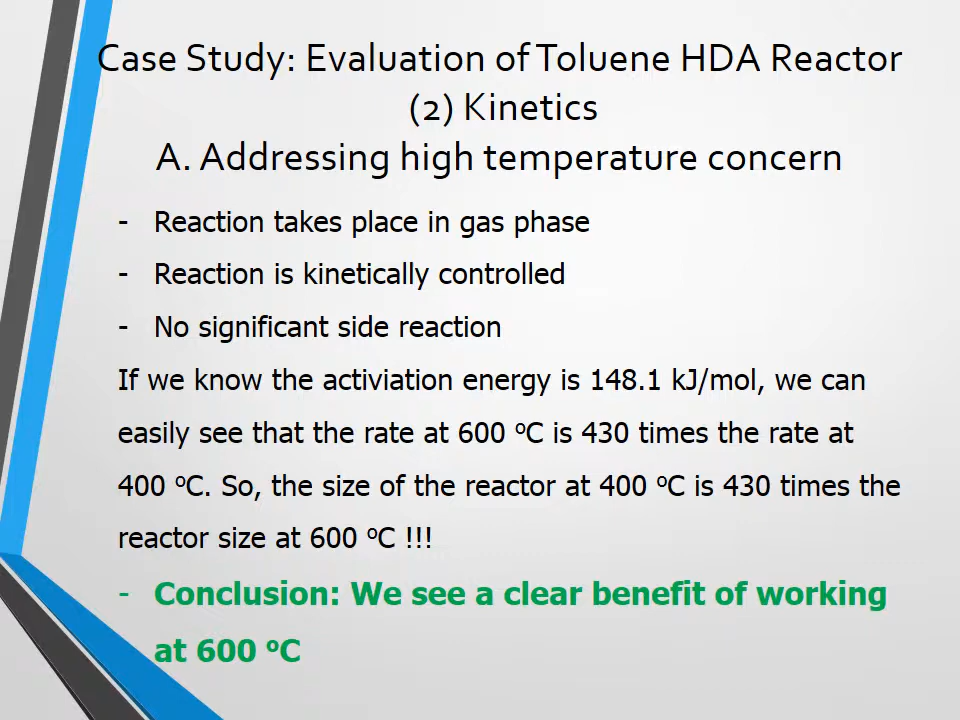 Case Study: Evaluation of Toluene HDA Reactor
(2) Kinetics
A. Addressing high temperature concern
- Reaction takes place in gas phase
- Reaction is kinetically controlled
- No significant side reaction
If we know the activiation energy is 148.1 kJ/mol, we can
easily see that the rate at 600 ºC is 430 times the rate at
400 ºC. So, the size of the reactor at 400 ºC is 430 times the
reactor size at 600 ºC !!!
- Conclusion: We see a clear benefit of working
at 600 ºC